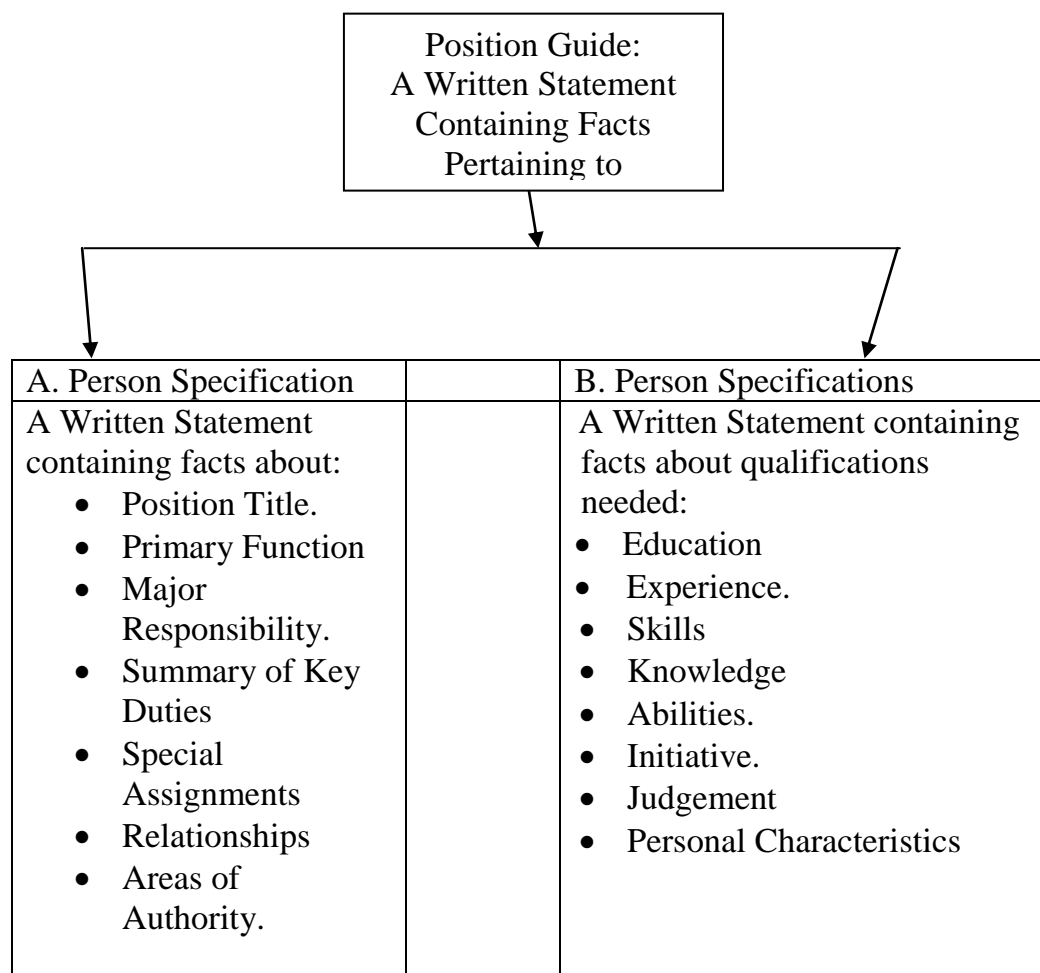 Position Guide:
A Written Statement
Containing Facts
Pertaining to
A. Person Specification
A Written Statement
containing facts about:
• Position Title.
• Primary Function
• Major
Responsibility.
• Summary of Key
Duties
• Special
Assignments
• Relationships
• Areas of
Authority.
B. Person Specifications
A Written Statement containing
facts about qualifications
needed:
• Education
• Experience.
• Skills
• Knowledge
• Abilities.
• Initiative.
• Judgement
• Personal Characteristics